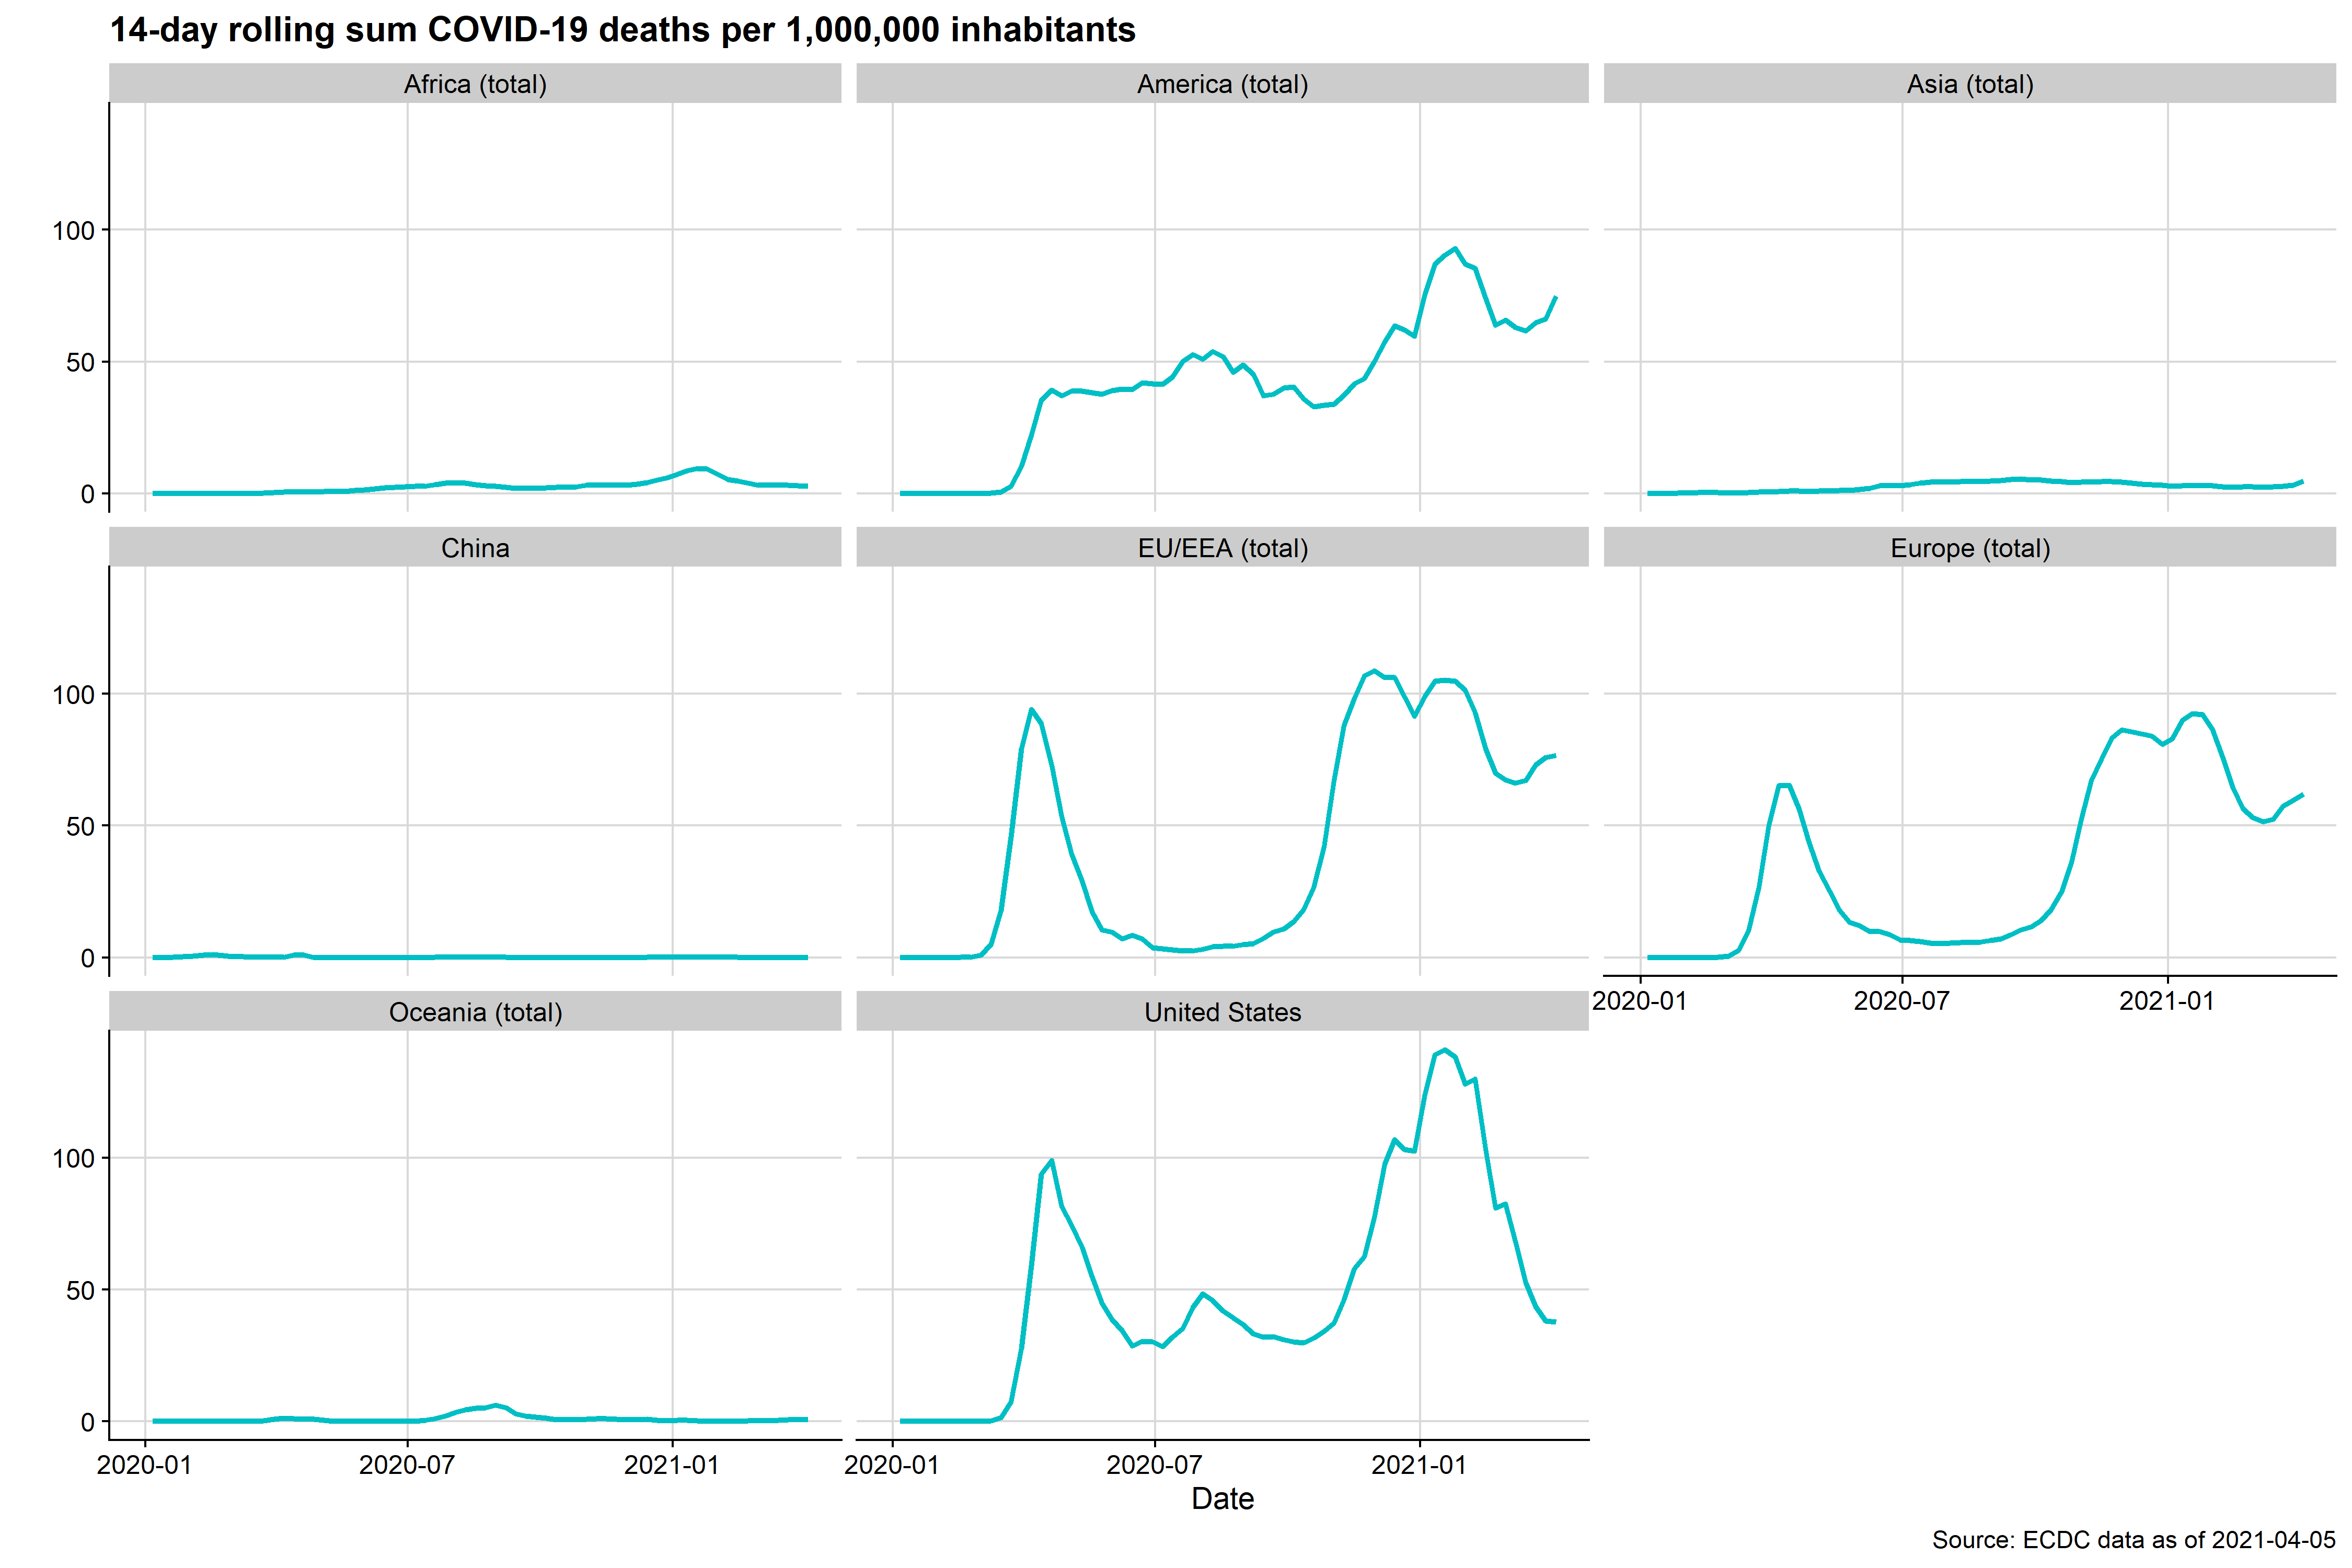 14-day rolling sum COVID-19 deaths per 1,000,000 inhabitants
Africa (total)
America (total)
Asia (total)
100
50
0
China
EU/EEA (total)
Europe (total)
100
50
0
2020-01
2020-07
2021-01
Oceania (total)
United States
100
50
0
2020-01
2020-07
2021-01
2020-01
2020-07
2021-01
Date
Source: ECDC data as of 2021-04-05